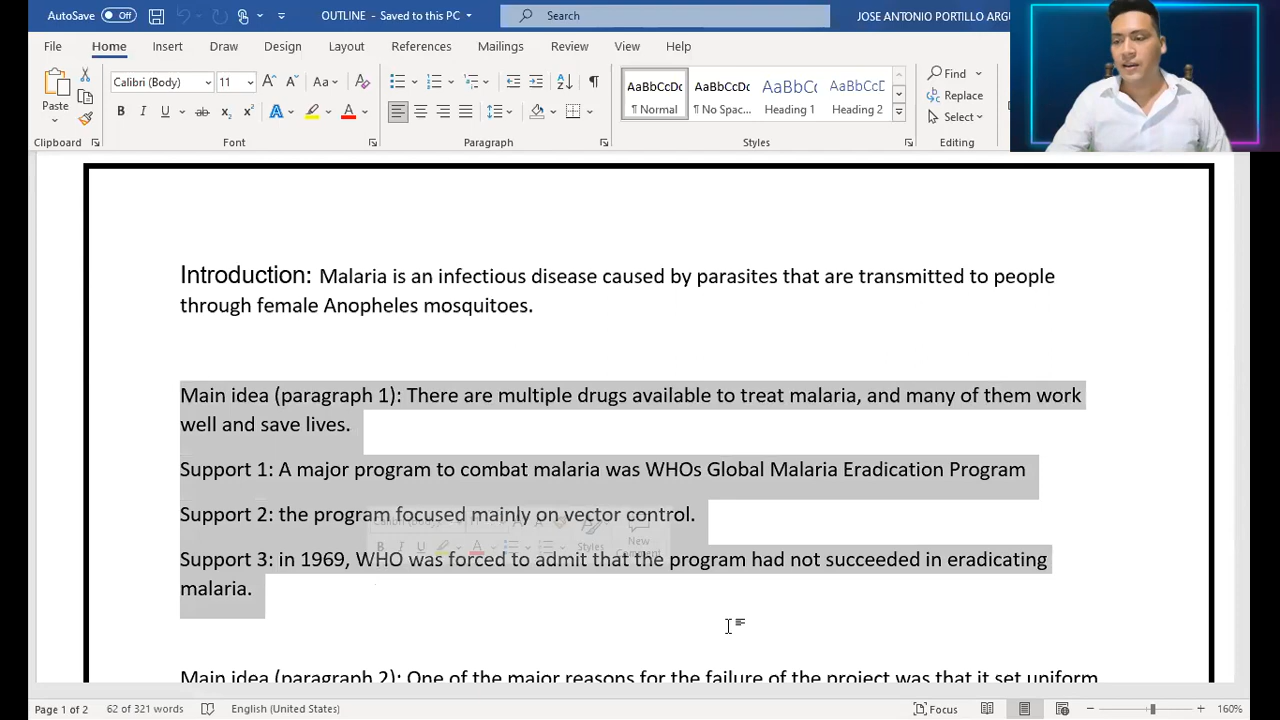 AutoSave Off OUTLINE - Saved to this PC Search JOSE ANTONIO PORTILLO
File Home Insert Draw Design Layout References Mailings Review View Help
Paste Calibri (Body) 11 Aa AaBbCcDc AaBbCcDc AaBbCc AaBbCcD Find
B I U ab x₂ x² A A Normal No Spac... Heading 1 Heading 2 Replace
Select
Clipboard Font Paragraph Styles Editing
Introduction: Malaria is an infectious disease caused by parasites that are transmitted to people
through female Anopheles mosquitoes.
Main idea (paragraph 1): There are multiple drugs available to treat malaria, and many of them work
well and save lives.
Support 1: A major program to combat malaria was WHOs Global Malaria Eradication Program
Support 2: the program focused mainly on vector control.
Styles New Comment
Support 3: in 1969, WHO was forced to admit that the program had not succeeded in eradicating
malaria.
Main idea (paragraph 2): One of the major reasons for the failure of the project was that it set uniform
Page 1 of 2 62 of 321 words English (United States) Focus 160%